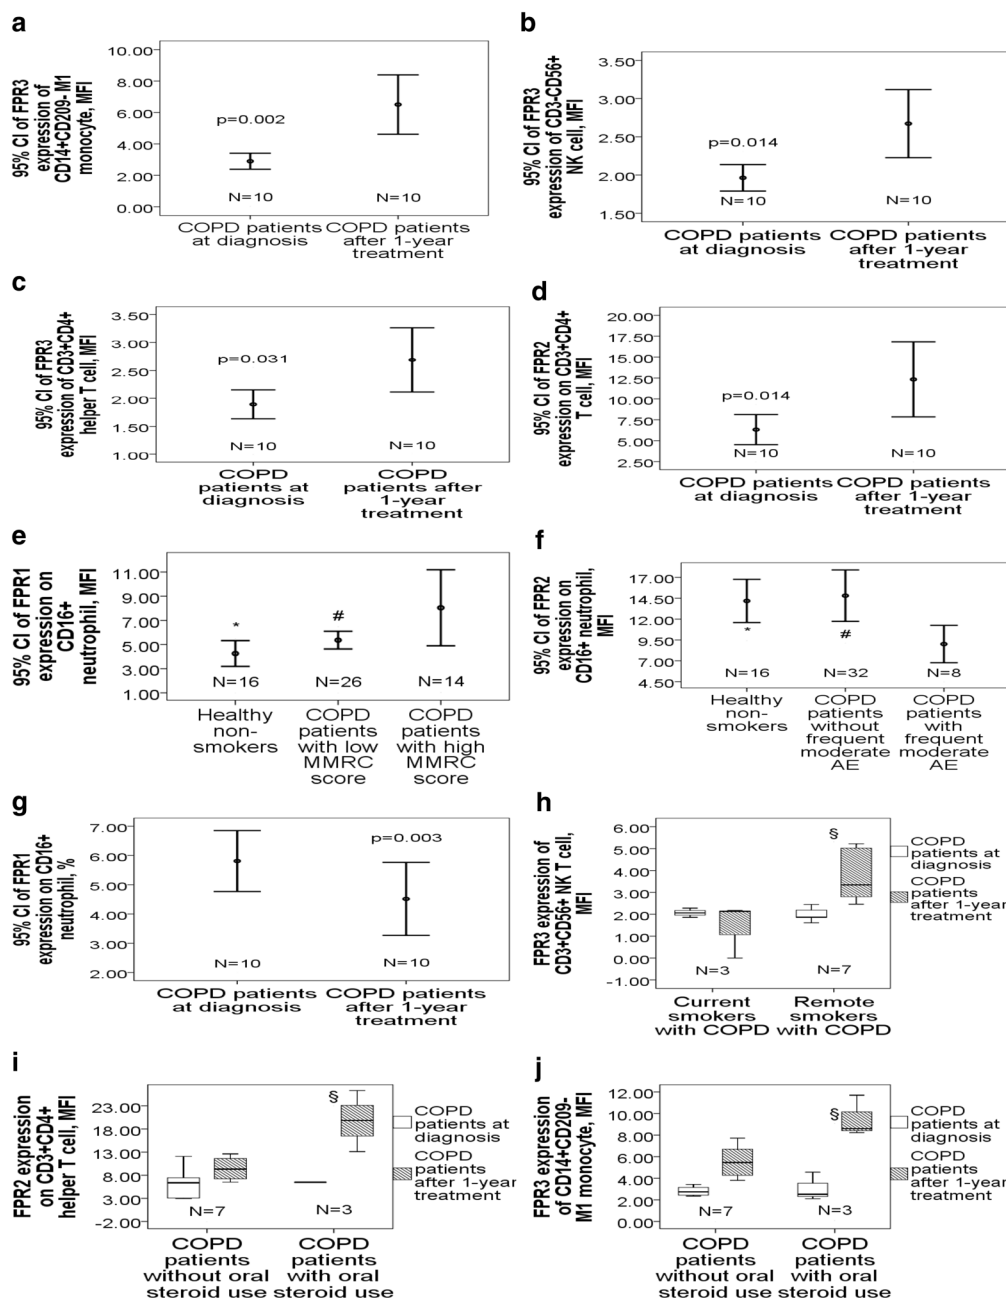 a
95% CI of FPR3
expression of
CD14+CD209- M1
monocyte, MFI
10.00
8.00
6.00
4.00
2.00
0.00
p=0.002
N=10
N=10
COPD patients
at diagnosis
COPD patients
after 1-year
treatment
b
95% CI of FPR3
expression of CD3-CD56+
NK cell, MFI
3.50
3.00
2.50
2.00
1.50
p=0.014
N=10
N=10
COPD patients
at diagnosis
COPD patients
after 1-year
treatment
c
95% CI of FPR3
expression of CD3+CD4+
helper T cell, MFI
3.50
3.00
2.50
2.00
1.50
1.00
p=0.031
N=10
N=10
COPD
patients at
diagnosis
COPD
patients after
1-year
treatment
d
95% CI of FPR2
expression on CD3+CD4+
T cell, MFI
20.00
17.50
15.00
12.50
10.00
7.50
5.00
2.50
p=0.014
N=10
N=10
COPD patients
at diagnosis
COPD patients
after 1-year
treatment
e
95% CI of FPR1
expression on
CD16+
neutrophil, MFI
11.00
9.00
7.00
5.00
3.00
1.00
*
#
N=16
N=26
N=14
Healthy
non-
smokers
COPD
patients
with low
MMRC
score
COPD
patients
with high
MMRC
score
f
95% CI of FPR2
expression on
CD16+ neutrophil,
MFI
17.00
14.50
12.00
9.50
7.00
4.50
*
#
N=16
N=32
N=8
Healthy
non-
smokers
COPD
patients
without
frequent
moderate
AE
COPD
patients
with
frequent
moderate
AE
g
95% CI of FPR1
expression on CD16+
neutrophil, %
7.00
6.00
5.00
4.00
3.00
2.00
p=0.003
N=10
N=10
COPD patients
at diagnosis
COPD patients
after 1-year
treatment
h
FPR3 expression of
CD3+CD56+ NK T cell,
MFI
6.00
5.00
4.00
3.00
2.00
1.00
0.00
-1.00
§
N=3
N=7
Current
smokers
with COPD
Remote
smokers
with COPD
COPD
patients at
diagnosis
COPD
patients
after 1-year
treatment
i
FPR2 expression
on CD3+CD4+
helper T cell, MFI
23.00
18.00
13.00
8.00
3.00
-2.00
§
N=7
N=3
COPD
patients
without oral
steroid use
COPD
patients
with oral
steroid use
COPD
patients at
diagnosis
COPD
patients
after 1-year
treatment
j
FPR3 expression
of CD14+CD209-
M1 monocyte, MFI
12.00
10.00
8.00
6.00
4.00
2.00
0.00
§
N=7
N=3
COPD
patients
without oral
steroid use
COPD
patients
with oral
steroid use
COPD
patients at
diagnosis
COPD
patients
after 1-year
treatment